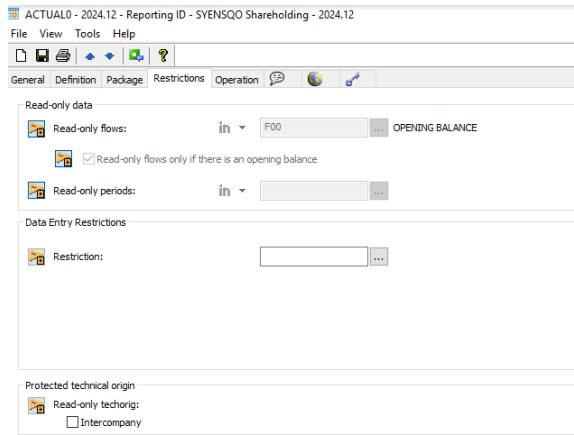 ACTUAL0 - 2024.12 - Reporting ID - SYENSQO Shareholding - 2024.12
File View Tools Help
General Definition Package Restrictions Operation
Read-only data
Read-only flows: in F00 ... OPENING BALANCE
Read-only flows only if there is an opening balance
Read-only periods: in ...
Data Entry Restrictions
Restriction: ...
Protected technical origin
Read-only techorig:
Intercompany